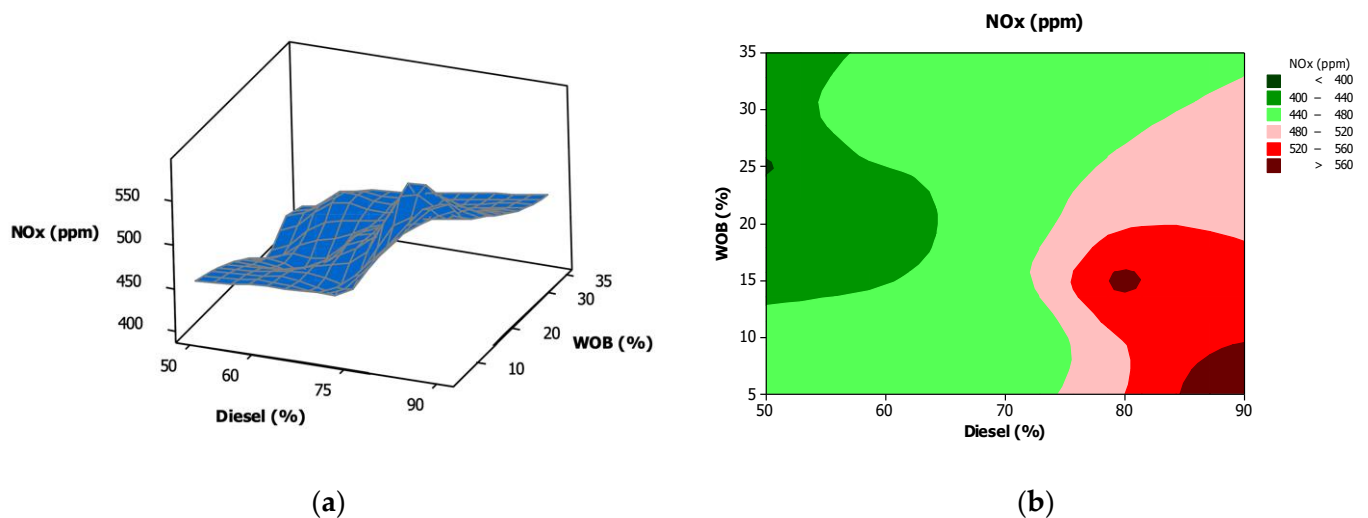 NOx (ppm)
550
500
450
400
50
60
75
90
Diesel (%)
10
20
30
35
WOB (%)
(a)
NOx (ppm)
35
30
25
20
15
10
5
WOB (%)
50
60
70
80
90
Diesel (%)
NOx (ppm)
< 400
400 – 440
440 – 480
480 – 520
520 – 560
> 560
(b)